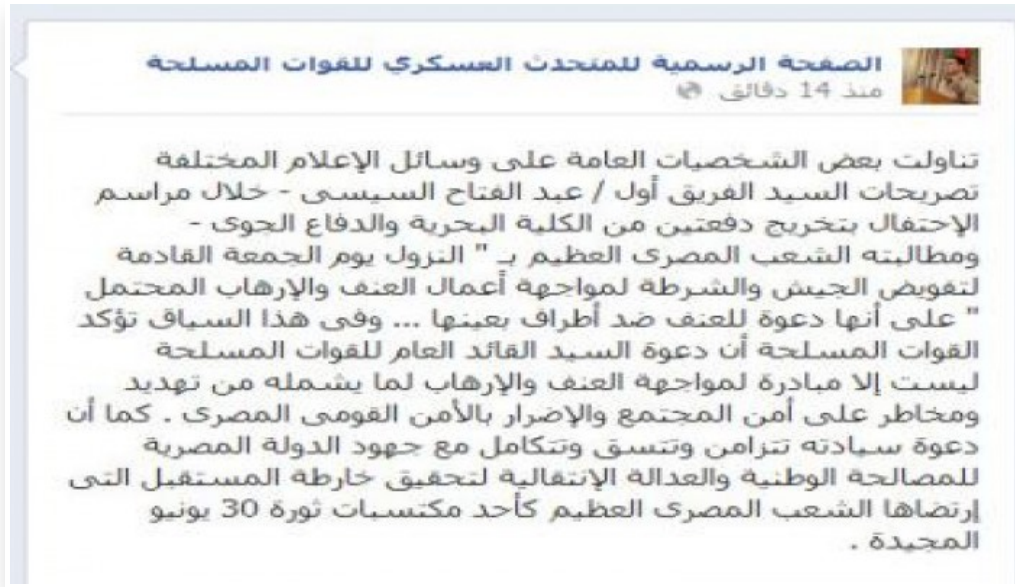 الصفحة الرسمية للمتحدث العسكري للقوات المسلحة
منذ 14 دقائق
تناولت بعض الشخصيات العامة على وسائل الإعلام المختلفة
تصريحات السيد الفريق أول / عبد الفتاح السيسى - خلال مراسم
الإحتفال بتخريج دفعتين من الكلية البحرية والدفاع الجوى -
ومطالبته الشعب المصرى العظيم بـ " النزول يوم الجمعة القادمة
لتفويض الجيش والشرطة لمواجهة أعمال العنف والإرهاب المحتمل
" على أنها دعوة للعنف ضد أطراف بعينها ... وفى هذا السياق تؤكد
القوات المسلحة أن دعوة السيد القائد العام للقوات المسلحة
ليست إلا مبادرة لمواجهة العنف والإرهاب لما يشمله من تهديد
ومخاطر على أمن المجتمع والإضرار بالأمن القومى المصرى . كما أن
دعوة سيادته تتزامن وتتسق وتتكامل مع جهود الدولة المصرية
للمصالحة الوطنية والعدالة الإنتقالية لتحقيق خارطة المستقبل التى
إرتضاها الشعب المصرى العظيم كأحد مكتسبات ثورة 30 يونيو
المجيدة .